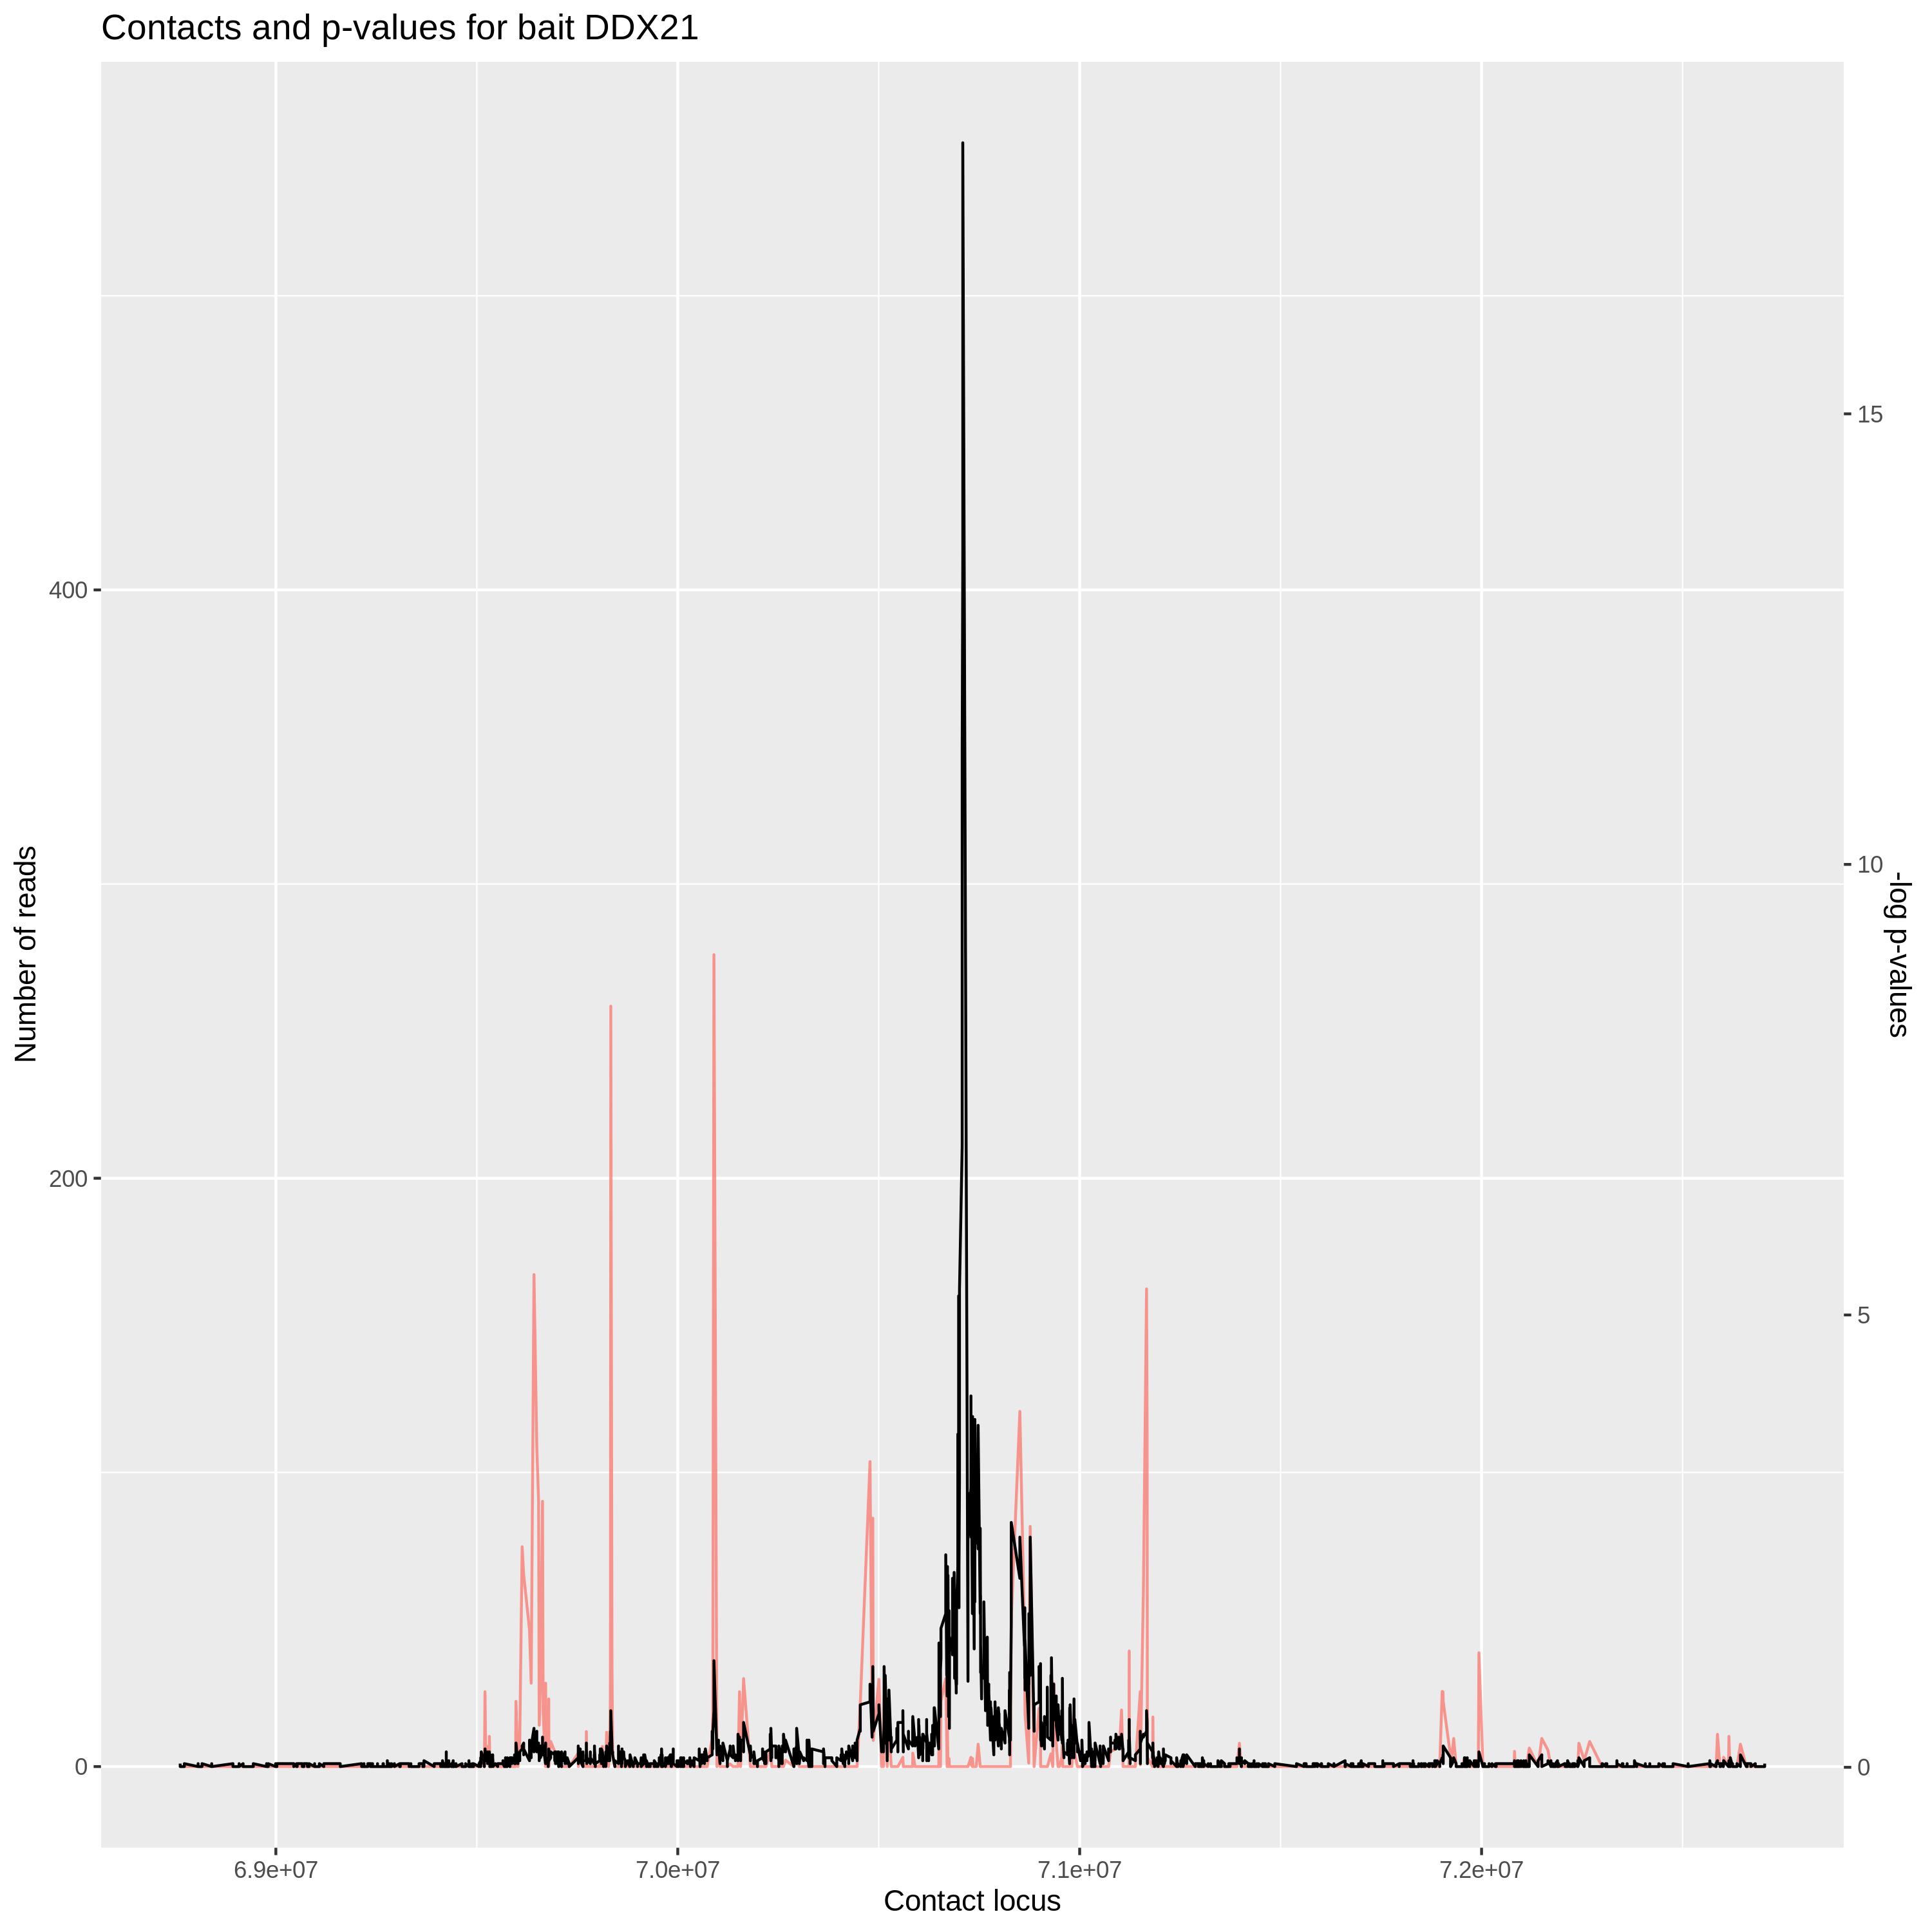 Contacts and p-values for bait DDX21
Number of reads
400
200
0
15
10
5
0
-log p-values
6.9e+07
7.0e+07
7.1e+07
7.2e+07
Contact locus